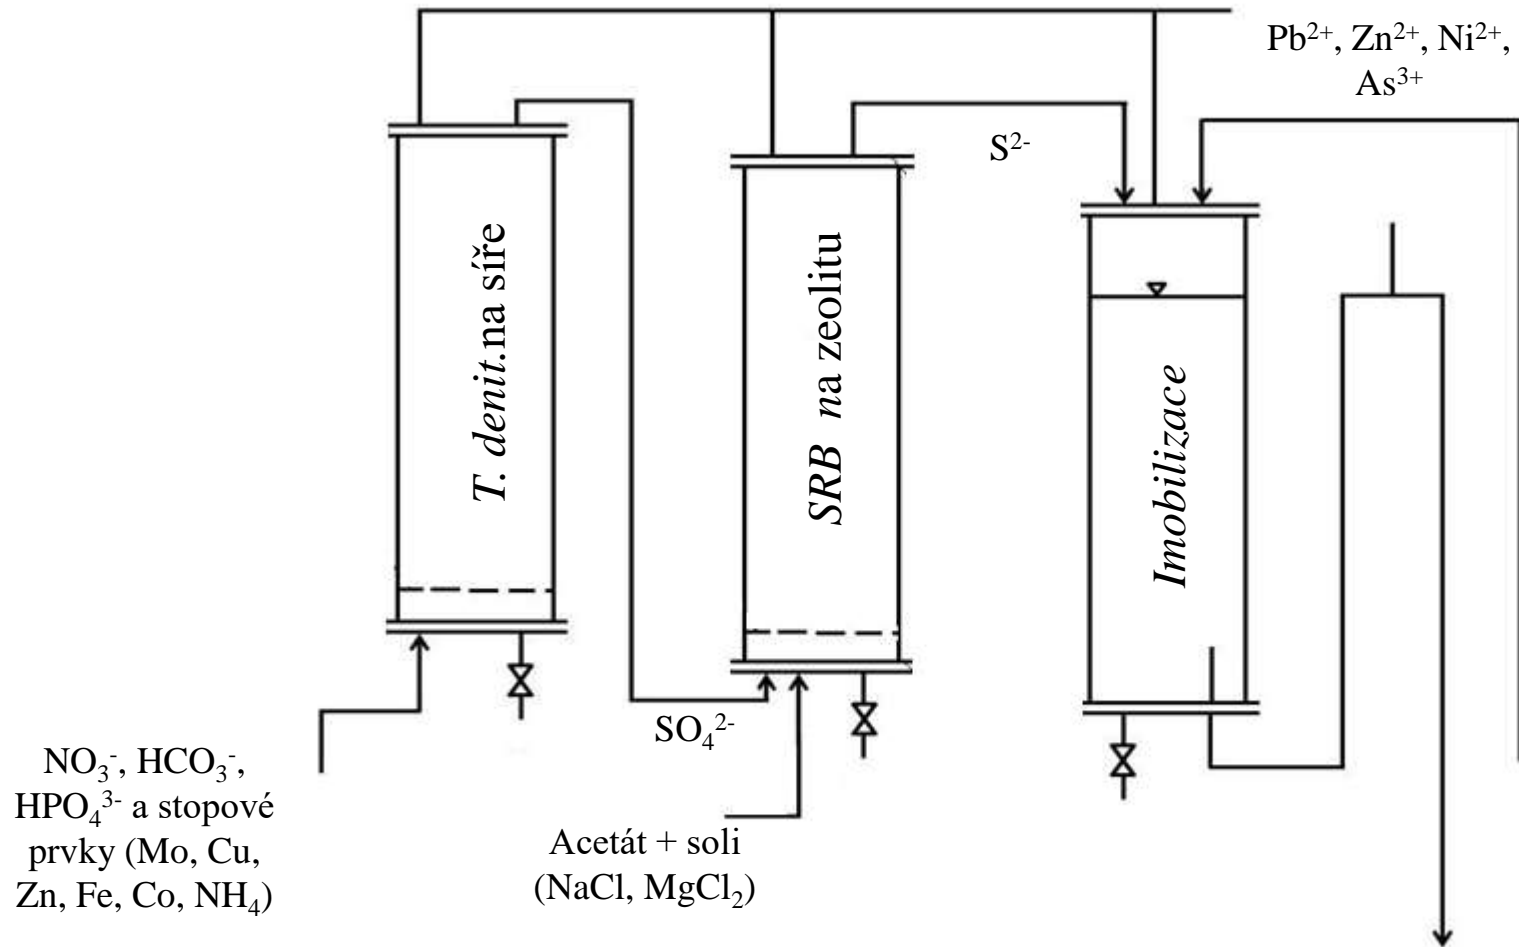 Pb²⁺, Zn²⁺, Ni²⁺,
As³⁺
S²⁻
T. denit.na síře
SRB na zeolitu
Imobilizace
SO₄²⁻
NO₃⁻, HCO₃⁻,
HPO₄³⁻ a stopové
prvky (Mo, Cu,
Zn, Fe, Co, NH₄)
Acetát + soli
(NaCl, MgCl₂)